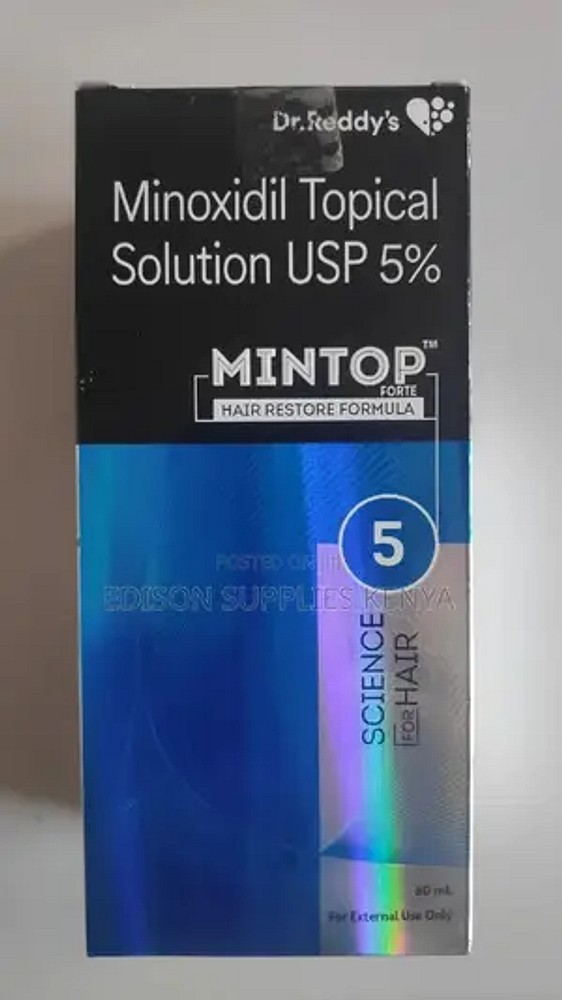 Dr.Reddy's
Minoxidil Topical
Solution USP 5%
MINTOP™
FORTE
HAIR RESTORE FORMULA
5
POSTED ON
EDISON SUPPLIES KENYA
SCIENCE
FOR HAIR
60 mL
For External Use Only